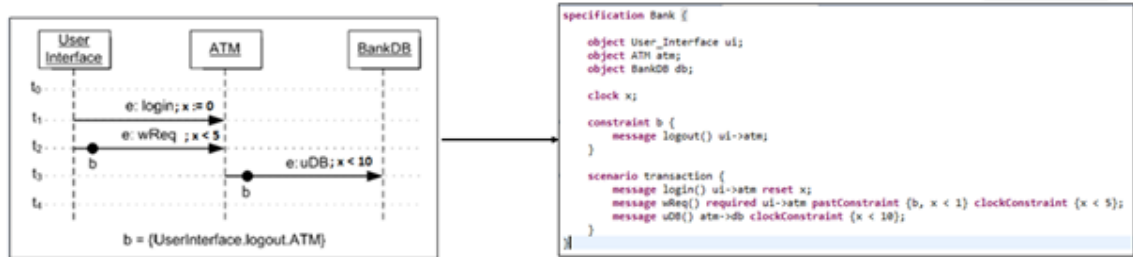 User
Interface
ATM
BankDB
t0
e: login; x := 0
t1
e: wReq ; x < 5
t2
b
e: uDB; x < 10
t3
b
t4
b = {UserInterface.logout.ATM}
specification Bank {
object User_Interface ui;
object ATM atm;
object BankDB db;
clock x;
constraint b {
message logout() ui->atm;
}
scenario transaction {
message login() ui->atm reset x;
message wReq() required ui->atm pastConstraint {b, x < 1} clockConstraint {x < 5};
message uDB() atm->db clockConstraint {x < 10};
}
}